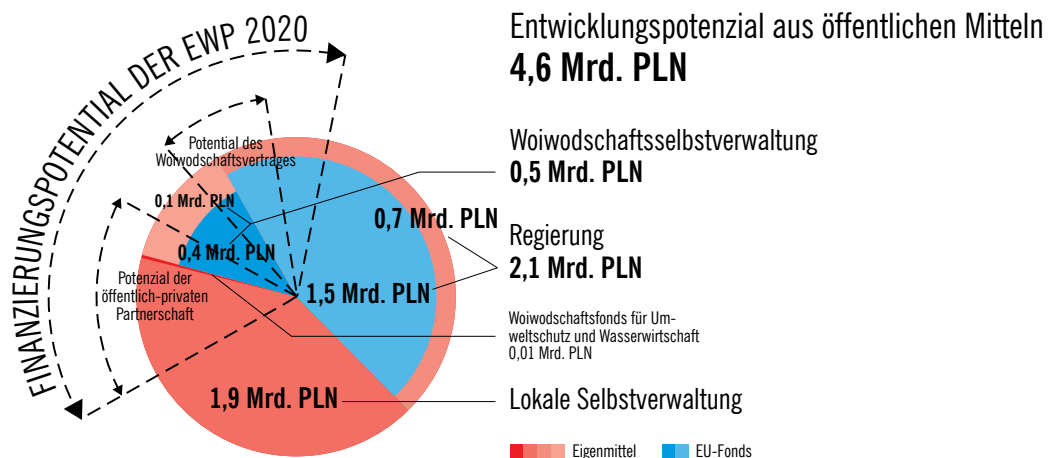 FINANZIERUNGSPOTENTIAL DER EWP 2020
Entwicklungspotenzial aus öffentlichen Mitteln
4,6 Mrd. PLN
Potential des
Woiwodschaftsvertrages
Woiwodschaftsselbstverwaltung
0,5 Mrd. PLN
0,1 Mrd. PLN
0,4 Mrd. PLN
0,7 Mrd. PLN
Regierung
2,1 Mrd. PLN
1,5 Mrd. PLN
Potenzial der
öffentlich-privaten
Partnerschaft
Woiwodschaftsfonds für Um-
weltschutz und Wasserwirtschaft
0,01 Mrd. PLN
1,9 Mrd. PLN
Lokale Selbstverwaltung
Eigenmittel
EU-Fonds